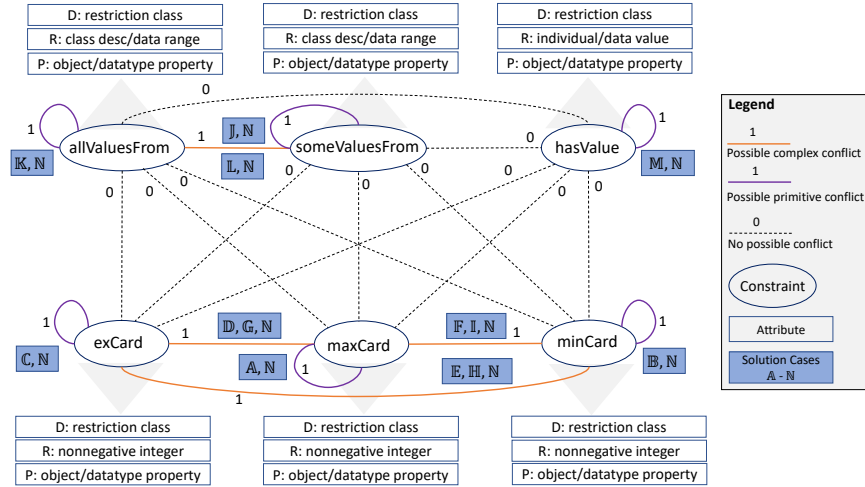 D: restriction class
R: class desc/data range
P: object/datatype property
D: restriction class
R: class desc/data range
P: object/datatype property
D: restriction class
R: individual/data value
P: object/datatype property
0
1
allValuesFrom
𝕂, ℕ
1
𝕁, ℕ
𝕃, ℕ
1
someValuesFrom
0
hasValue
1
𝕄, ℕ
0
0
0
0
0
0
0
0
0
1
exCard
ℂ, ℕ
1
𝔻, 𝔾, ℕ
maxCard
𝔸, ℕ
1
𝔽, 𝕀, ℕ
1
𝔼, ℍ, ℕ
minCard
1
𝔹, ℕ
1
D: restriction class
R: nonnegative integer
P: object/datatype property
D: restriction class
R: nonnegative integer
P: object/datatype property
D: restriction class
R: nonnegative integer
P: object/datatype property
Legend
1
Possible complex conflict
1
Possible primitive conflict
0
No possible conflict
Constraint
Attribute
Solution Cases
𝔸 - ℕ